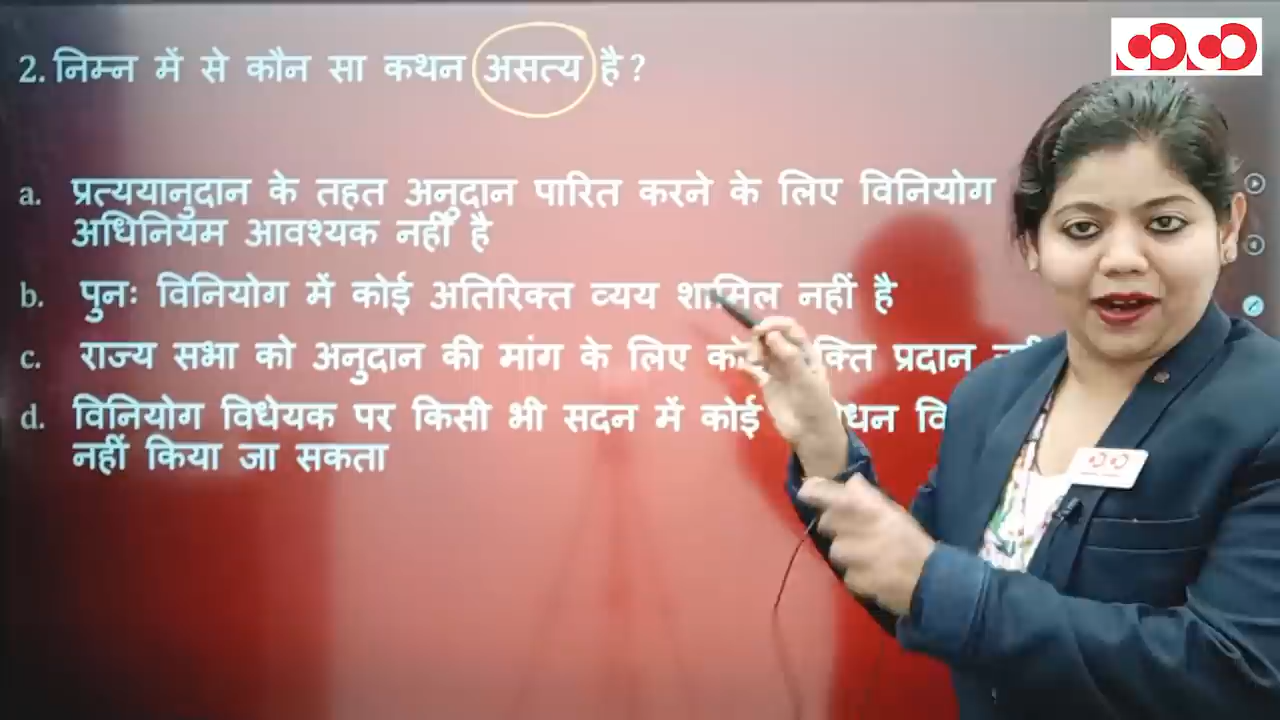 2. निम्न में से कौन सा कथन असत्य है ?
a. प्रत्ययानुदान के तहत अनुदान पारित करने के लिए विनियोग
अधिनियम आवश्यक नहीं है
b. पुनः विनियोग में कोई अतिरिक्त व्यय शामिल नहीं है
c. राज्य सभा को अनुदान की मांग के लिए प्रदान
d. विनियोग विधेयक पर किसी भी सदन में कोई
नहीं किया जा सकता